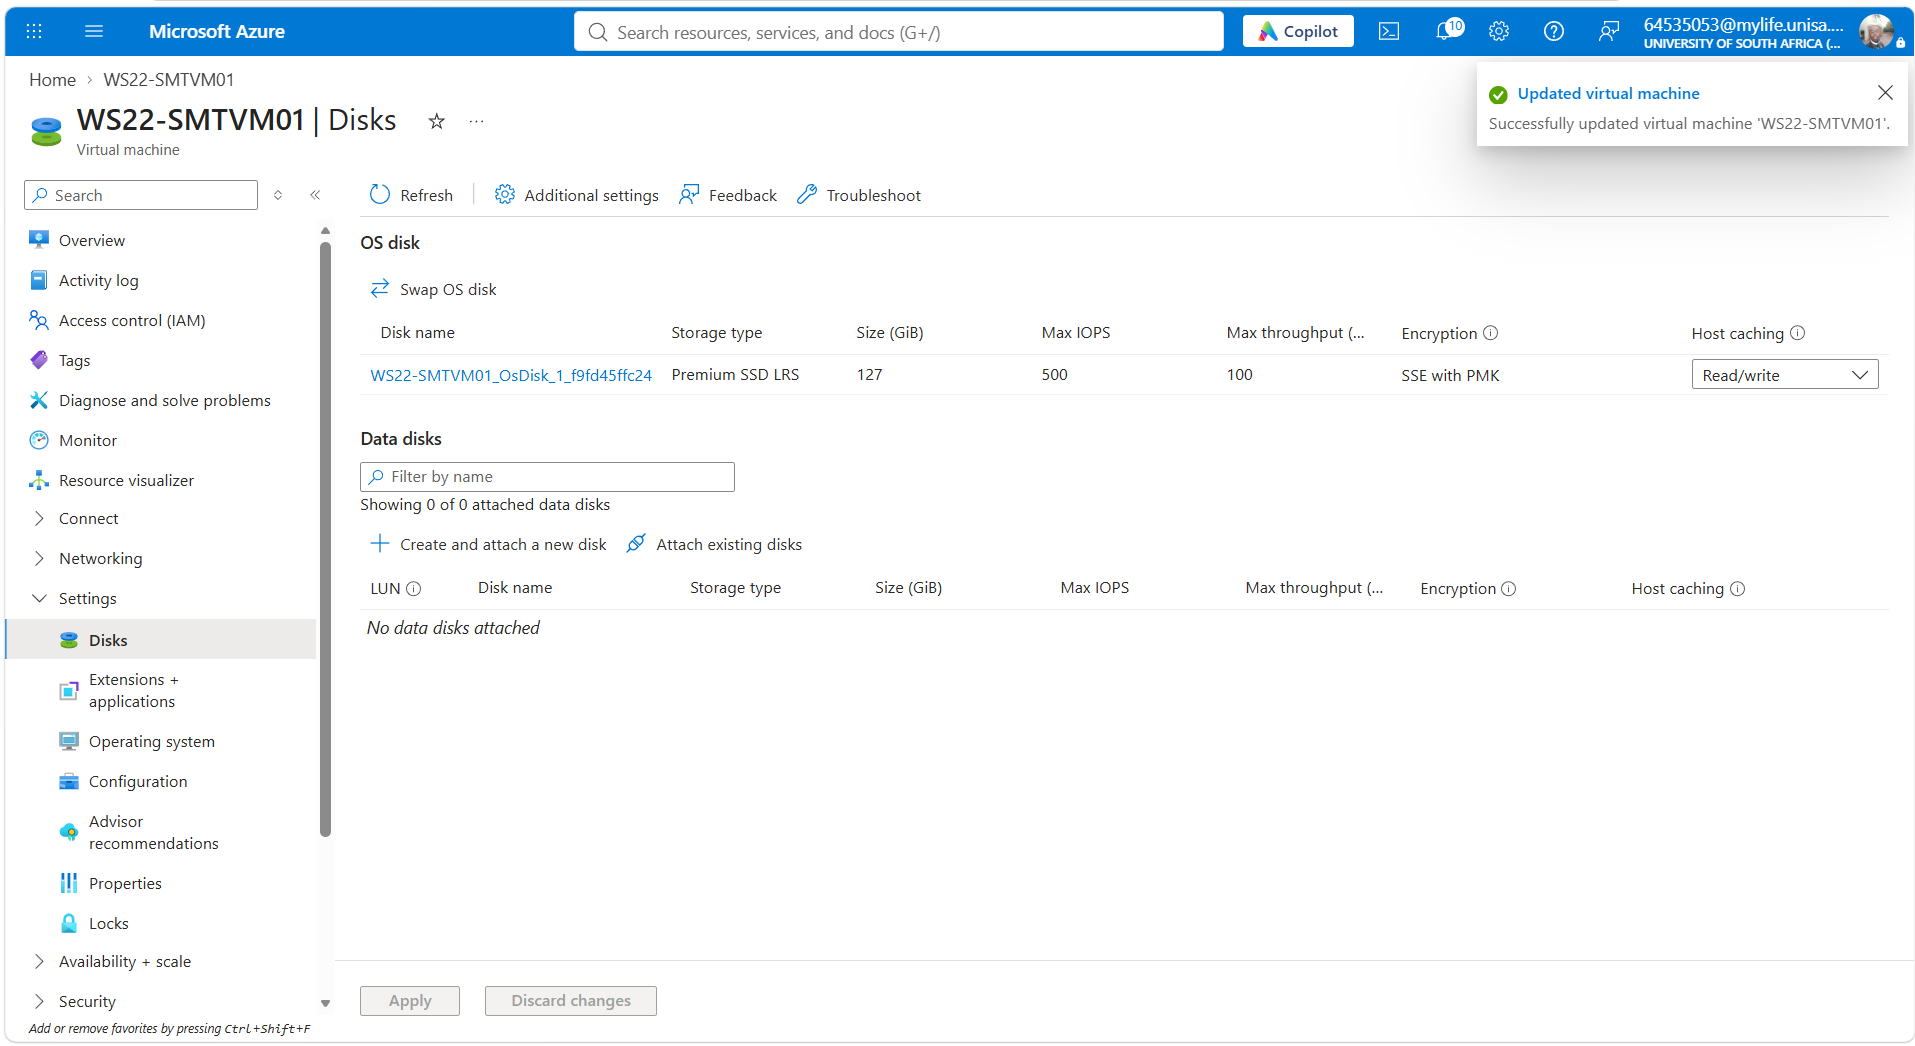 Microsoft Azure
Search resources, services, and docs (G+/)
Copilot
10
64535053@mylife.unisa....
UNIVERSITY OF SOUTH AFRICA (...
Home > WS22-SMTVM01
WS22-SMTVM01 | Disks
Virtual machine
Updated virtual machine
Successfully updated virtual machine 'WS22-SMTVM01'.
Search
Overview
Activity log
Access control (IAM)
Tags
Diagnose and solve problems
Monitor
Resource visualizer
Connect
Networking
Settings
Disks
Extensions +
applications
Operating system
Configuration
Advisor
recommendations
Properties
Locks
Availability + scale
Security
Add or remove favorites by pressing Ctrl+Shift+F
Refresh Additional settings Feedback Troubleshoot
OS disk
Swap OS disk
Disk name Storage type Size (GiB) Max IOPS Max throughput (... Encryption Host caching
WS22-SMTVM01_OsDisk_1_f9fd45ffc24 Premium SSD LRS 127 500 100 SSE with PMK Read/write
Data disks
Filter by name
Showing 0 of 0 attached data disks
Create and attach a new disk Attach existing disks
LUN Disk name Storage type Size (GiB) Max IOPS Max throughput (... Encryption Host caching
No data disks attached
Apply Discard changes